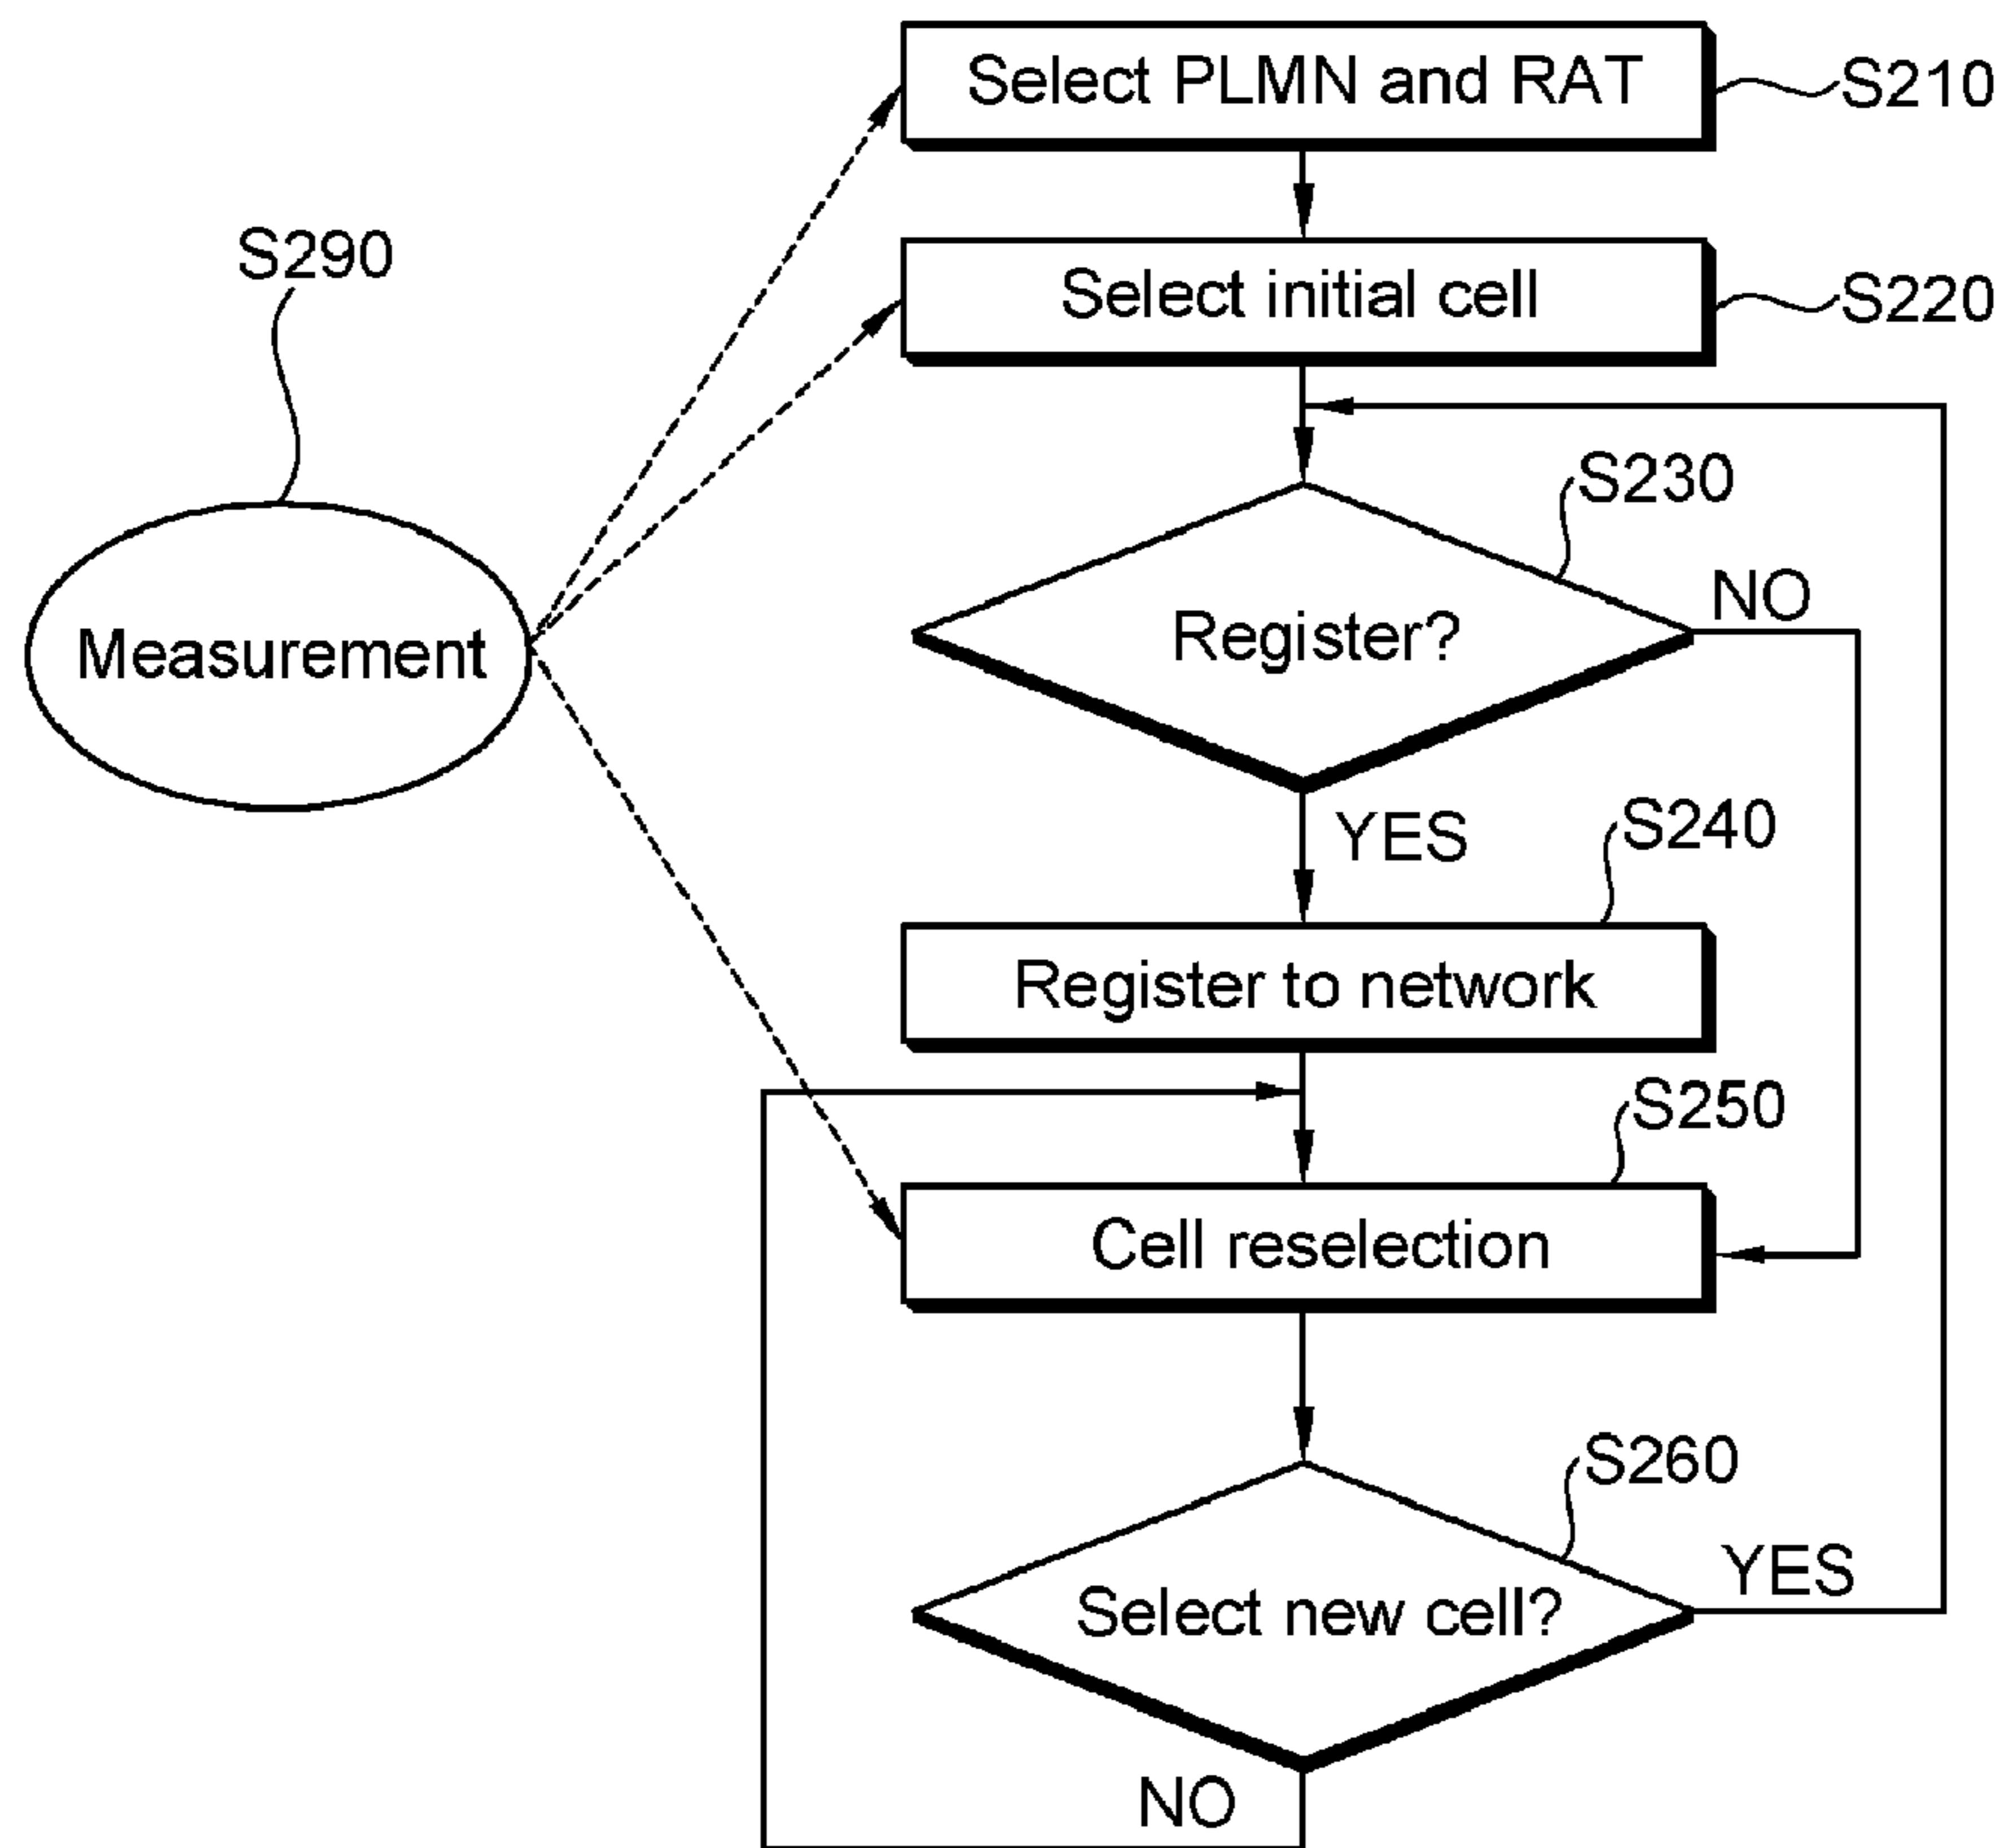 Select PLMN and RAT
S210
S290
Select initial cell
S220
S230
Register?
NO
Measurement
YES
S240
Register to network
S250
Cell reselection
S260
Select new cell?
YES
NO